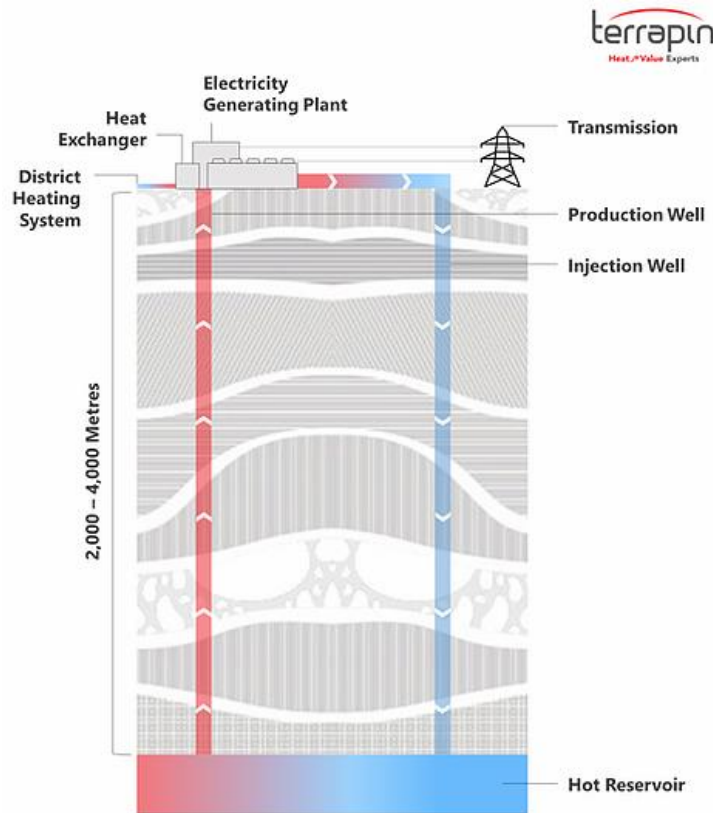 terrapin
Heat Value Experts
Electricity
Generating Plant
Heat
Exchanger
Transmission
District
Heating
System
Production Well
Injection Well
2,000 – 4,000 Metres
Hot Reservoir